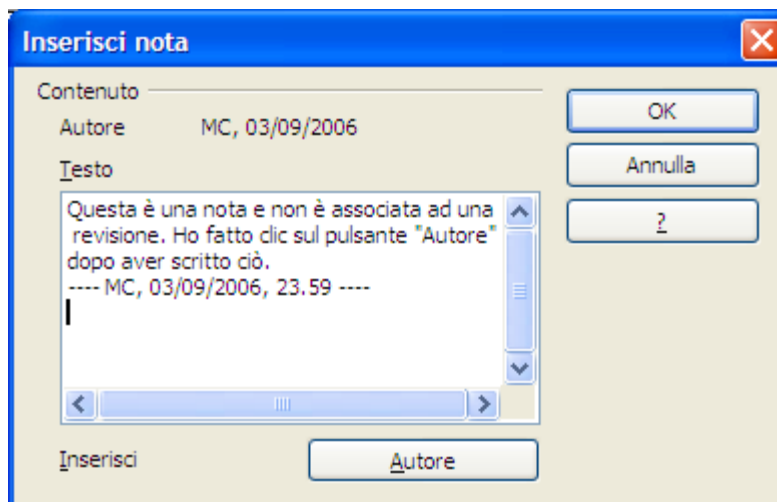 Inserisci nota
Contenuto
Autore MC, 03/09/2006
OK
Testo
Annulla
Questa è una nota e non è associata ad una
revisione. Ho fatto clic sul pulsante "Autore"
?
dopo aver scritto ciò.
---- MC, 03/09/2006, 23.59 ----
Inserisci Autore